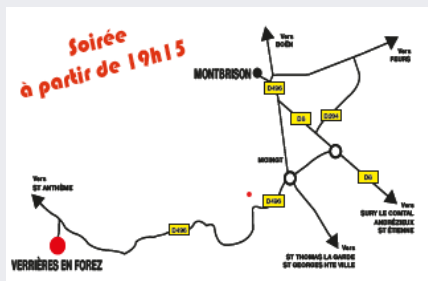 Soirée
à partir de 19h15
Vers
BOËN
Vers
FEURS
MONTBRISON
D496
D8
D204
MOINGT
D8
Vers
ST ANTHÈME
D496
D496
SURY LE COMTAL
ANDRÉZIEUX
ST ÉTIENNE
VERRIÈRES EN FOREZ
Vers
ST THOMAS LA GARDE
ST GEORGES HTE VILLE
Vers